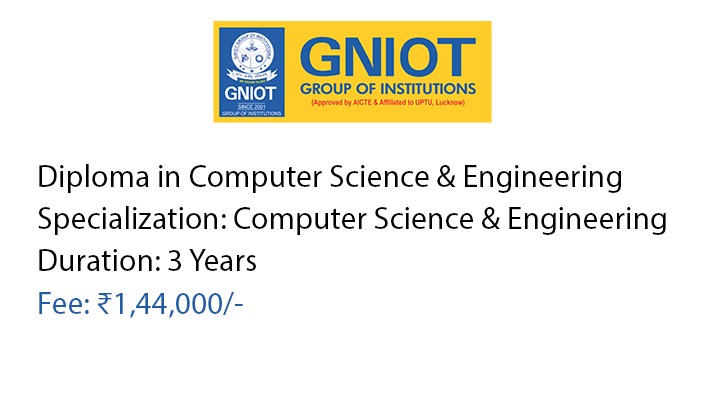 GNIOT
SINCE 2001
GROUP OF INSTITUTIONS
GNIOT
GROUP OF INSTITUTIONS
(Approved by AICTE & Affiliated to UPTU, Lucknow)
Diploma in Computer Science & Engineering
Specialization: Computer Science & Engineering
Duration: 3 Years
Fee: ₹1,44,000/-